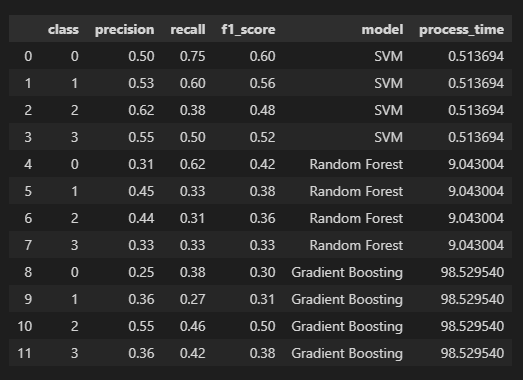 class precision recall f1_score model process_time
0 0 0.50 0.75 0.60 SVM 0.513694
1 1 0.53 0.60 0.56 SVM 0.513694
2 2 0.62 0.38 0.48 SVM 0.513694
3 3 0.55 0.50 0.52 SVM 0.513694
4 0 0.31 0.62 0.42 Random Forest 9.043004
5 1 0.45 0.33 0.38 Random Forest 9.043004
6 2 0.44 0.31 0.36 Random Forest 9.043004
7 3 0.33 0.33 0.33 Random Forest 9.043004
8 0 0.25 0.38 0.30 Gradient Boosting 98.529540
9 1 0.36 0.27 0.31 Gradient Boosting 98.529540
10 2 0.55 0.46 0.50 Gradient Boosting 98.529540
11 3 0.36 0.42 0.38 Gradient Boosting 98.529540